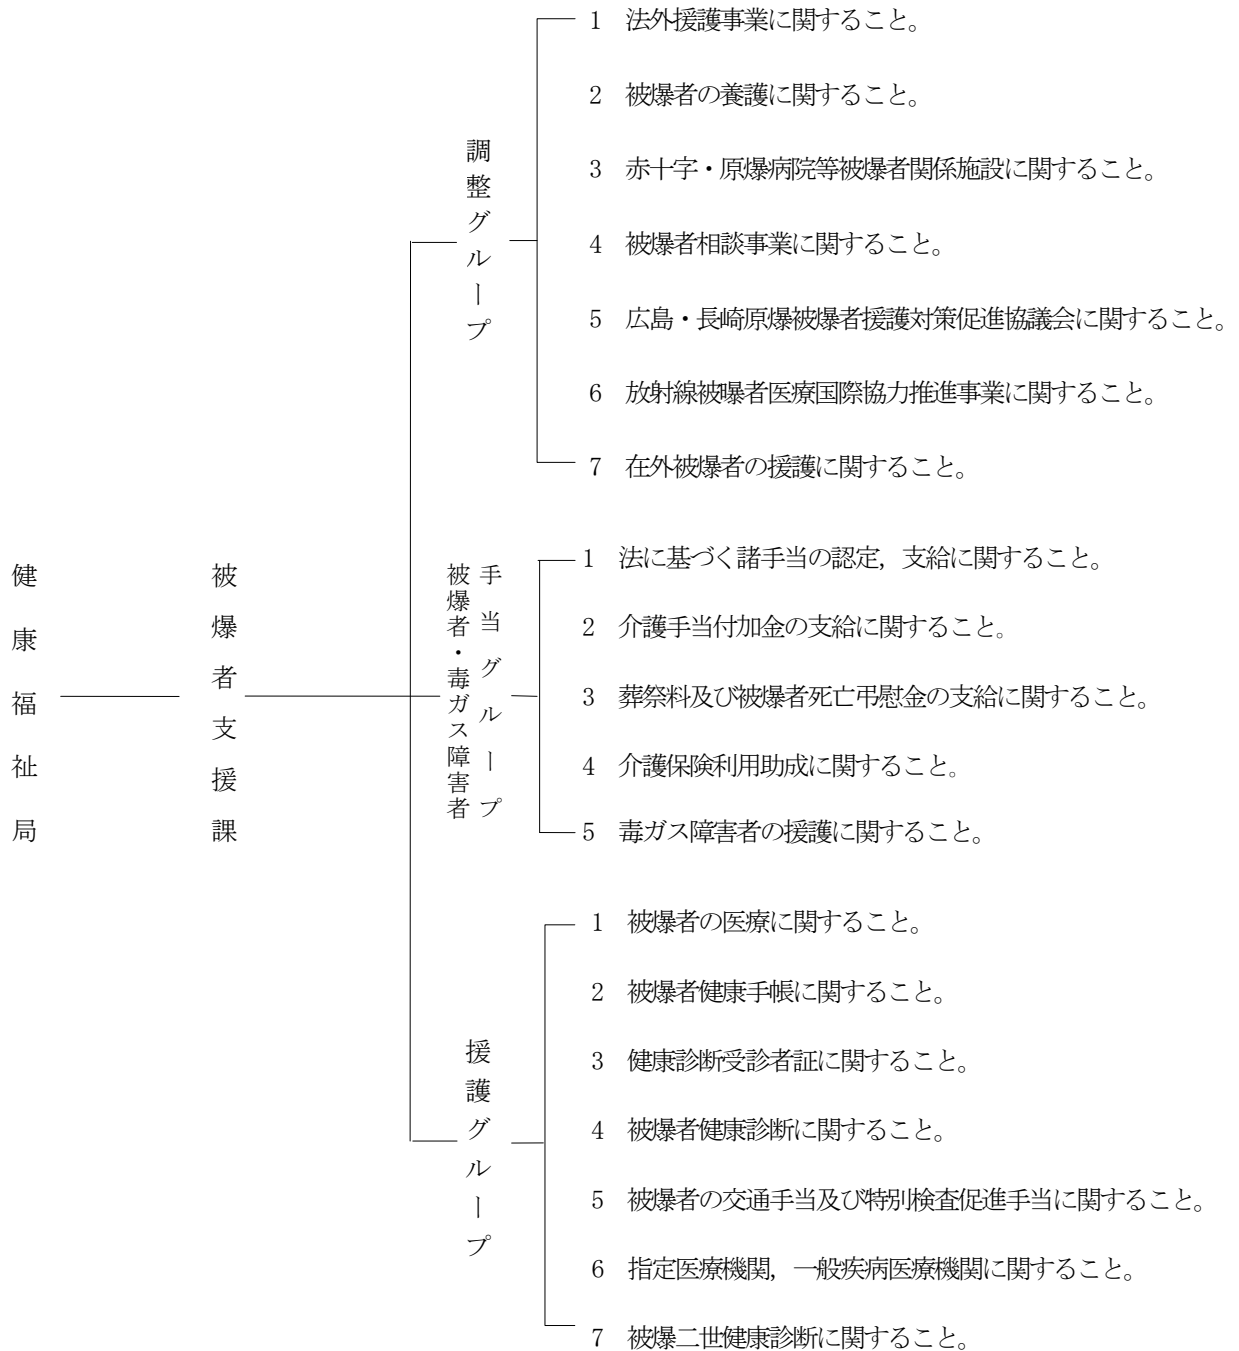 健康福祉局
被爆者支援課
調整グループ
1 法外援護事業に関すること。
2 被爆者の養護に関すること。
3 赤十字・原爆病院等被爆者関係施設に関すること。
4 被爆者相談事業に関すること。
5 広島・長崎原爆被爆者援護対策促進協議会に関すること。
6 放射線被曝者医療国際協力推進事業に関すること。
7 在外被爆者の援護に関すること。
被爆者・毒ガス障害者
手当グループ
1 法に基づく諸手当の認定，支給に関すること。
2 介護手当付加金の支給に関すること。
3 葬祭料及び被爆者死亡弔慰金の支給に関すること。
4 介護保険利用助成に関すること。
5 毒ガス障害者の援護に関すること。
援護グループ
1 被爆者の医療に関すること。
2 被爆者健康手帳に関すること。
3 健康診断受診者証に関すること。
4 被爆者健康診断に関すること。
5 被爆者の交通手当及び特別検査促進手当に関すること。
6 指定医療機関，一般疾病医療機関に関すること。
7 被爆二世健康診断に関すること。